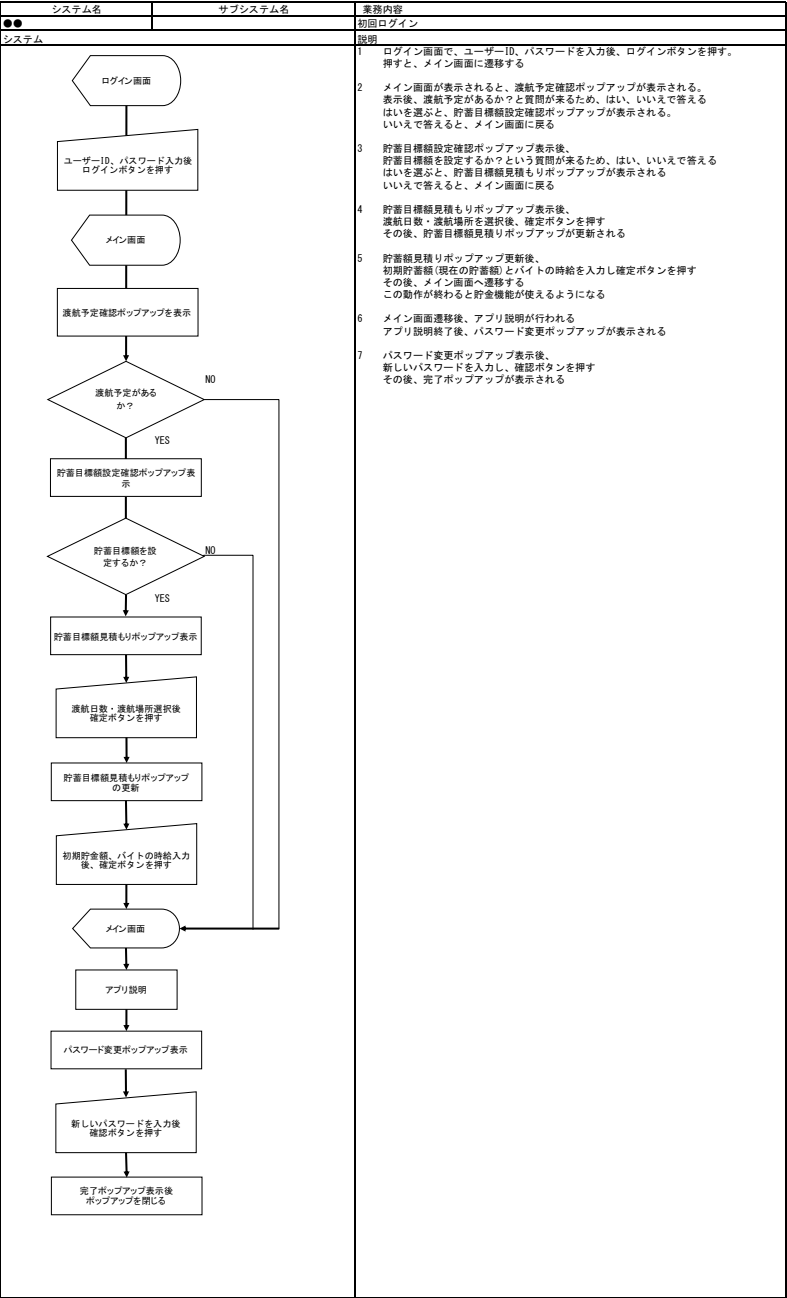 システム名
サブシステム名
業務内容
●●
初回ログイン
システム
説明
ログイン画面
ユーザーID、パスワード入力後
ログインボタンを押す
メイン画面
渡航予定確認ポップアップを表示
渡航予定がある
か?
NO
YES
貯蓄目標額設定確認ポップアップ表
示
貯蓄目標額を設
定するか?
NO
YES
貯蓄目標額見積もりポップアップ表示
渡航日数・渡航場所選択後
確定ボタンを押す
貯蓄目標額見積もりポップアップ
の更新
初期貯金額、バイトの時給入力
後、確定ボタンを押す
メイン画面
アプリ説明
パスワード変更ポップアップ表示
新しいパスワードを入力後
確認ボタンを押す
完了ポップアップ表示後
ポップアップを閉じる
1 ログイン画面で、ユーザーID、パスワードを入力後、ログインボタンを押す。
押すと、メイン画面に遷移する
2 メイン画面が表示されると、渡航予定確認ポップアップが表示される。
表示後、渡航予定があるか?と質問が来るため、はい、いいえで答える
はいを選ぶと、貯蓄目標額設定確認ポップアップが表示される。
いいえで答えると、メイン画面に戻る
3 貯蓄目標額設定確認ポップアップ表示後、
貯蓄目標額を設定するか?という質問が来るため、はい、いいえで答える
はいを選ぶと、貯蓄目標額見積もりポップアップが表示される
いいえで答えると、メイン画面に戻る
4 貯蓄目標額見積もりポップアップ表示後、
渡航日数・渡航場所を選択後、確定ボタンを押す
その後、貯蓄目標額見積りポップアップが更新される
5 貯蓄額見積りポップアップ更新後、
初期貯蓄額(現在の貯蓄額)とバイトの時給を入力し確定ボタンを押す
その後、メイン画面へ遷移する
この動作が終わると貯金機能が使えるようになる
6 メイン画面遷移後、アプリ説明が行われる
アプリ説明終了後、パスワード変更ポップアップが表示される
7 パスワード変更ポップアップ表示後、
新しいパスワードを入力し、確認ボタンを押す
その後、完了ポップアップが表示される